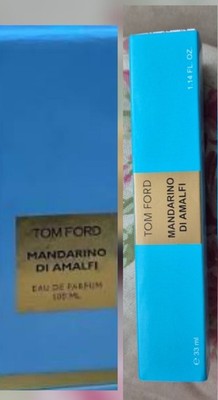 TOM FORD
MANDARINO
DI AMALFI
EAU DE PARFUM
100 ML
1.14 FL. OZ.
TOM FORD
MANDARINO
DI AMALFI
℮ 33 ml